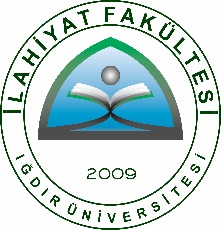 İLAHİYAT FAKÜLTESİ
2009
IĞDIR ÜNİVERSİTESİ